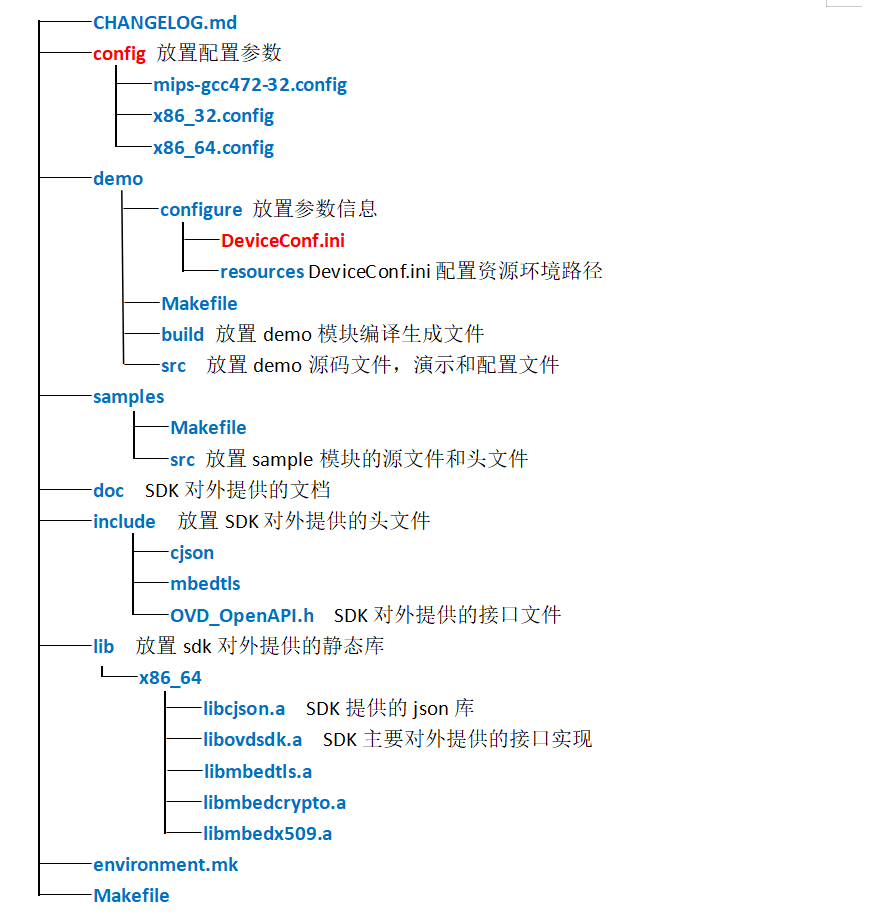 CHANGELOG.md
config 放置配置参数
mips-gcc472-32.config
x86_32.config
x86_64.config
demo
configure 放置参数信息
DeviceConf.ini
resources DeviceConf.ini 配置资源环境路径
Makefile
build 放置 demo 模块编译生成文件
src 放置 demo 源码文件，演示和配置文件
samples
Makefile
src 放置 sample 模块的源文件和头文件
doc SDK 对外提供的文档
include 放置 SDK 对外提供的头文件
cjson
mbedtls
OVD_OpenAPI.h SDK 对外提供的接口文件
lib 放置 sdk 对外提供的静态库
x86_64
libcjson.a SDK 提供的 json 库
libovdsdk.a SDK 主要对外提供的接口实现
libmbedtls.a
libmbedcrypto.a
libmbedx509.a
environment.mk
Makefile